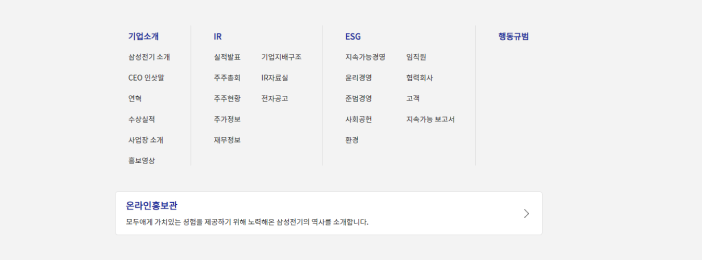 기업소개
삼성전기 소개
CEO 인삿말
연혁
수상실적
사업장 소개
홍보영상
IR
실적발표
주주총회
주주현황
주가정보
재무정보
기업지배구조
IR자료실
전자공고
ESG
지속가능경영
윤리경영
준법경영
사회공헌
환경
임직원
협력회사
고객
지속가능 보고서
행동규범
온라인홍보관
모두에게 가치있는 경험을 제공하기 위해 노력해온 삼성전기의 역사를 소개합니다.